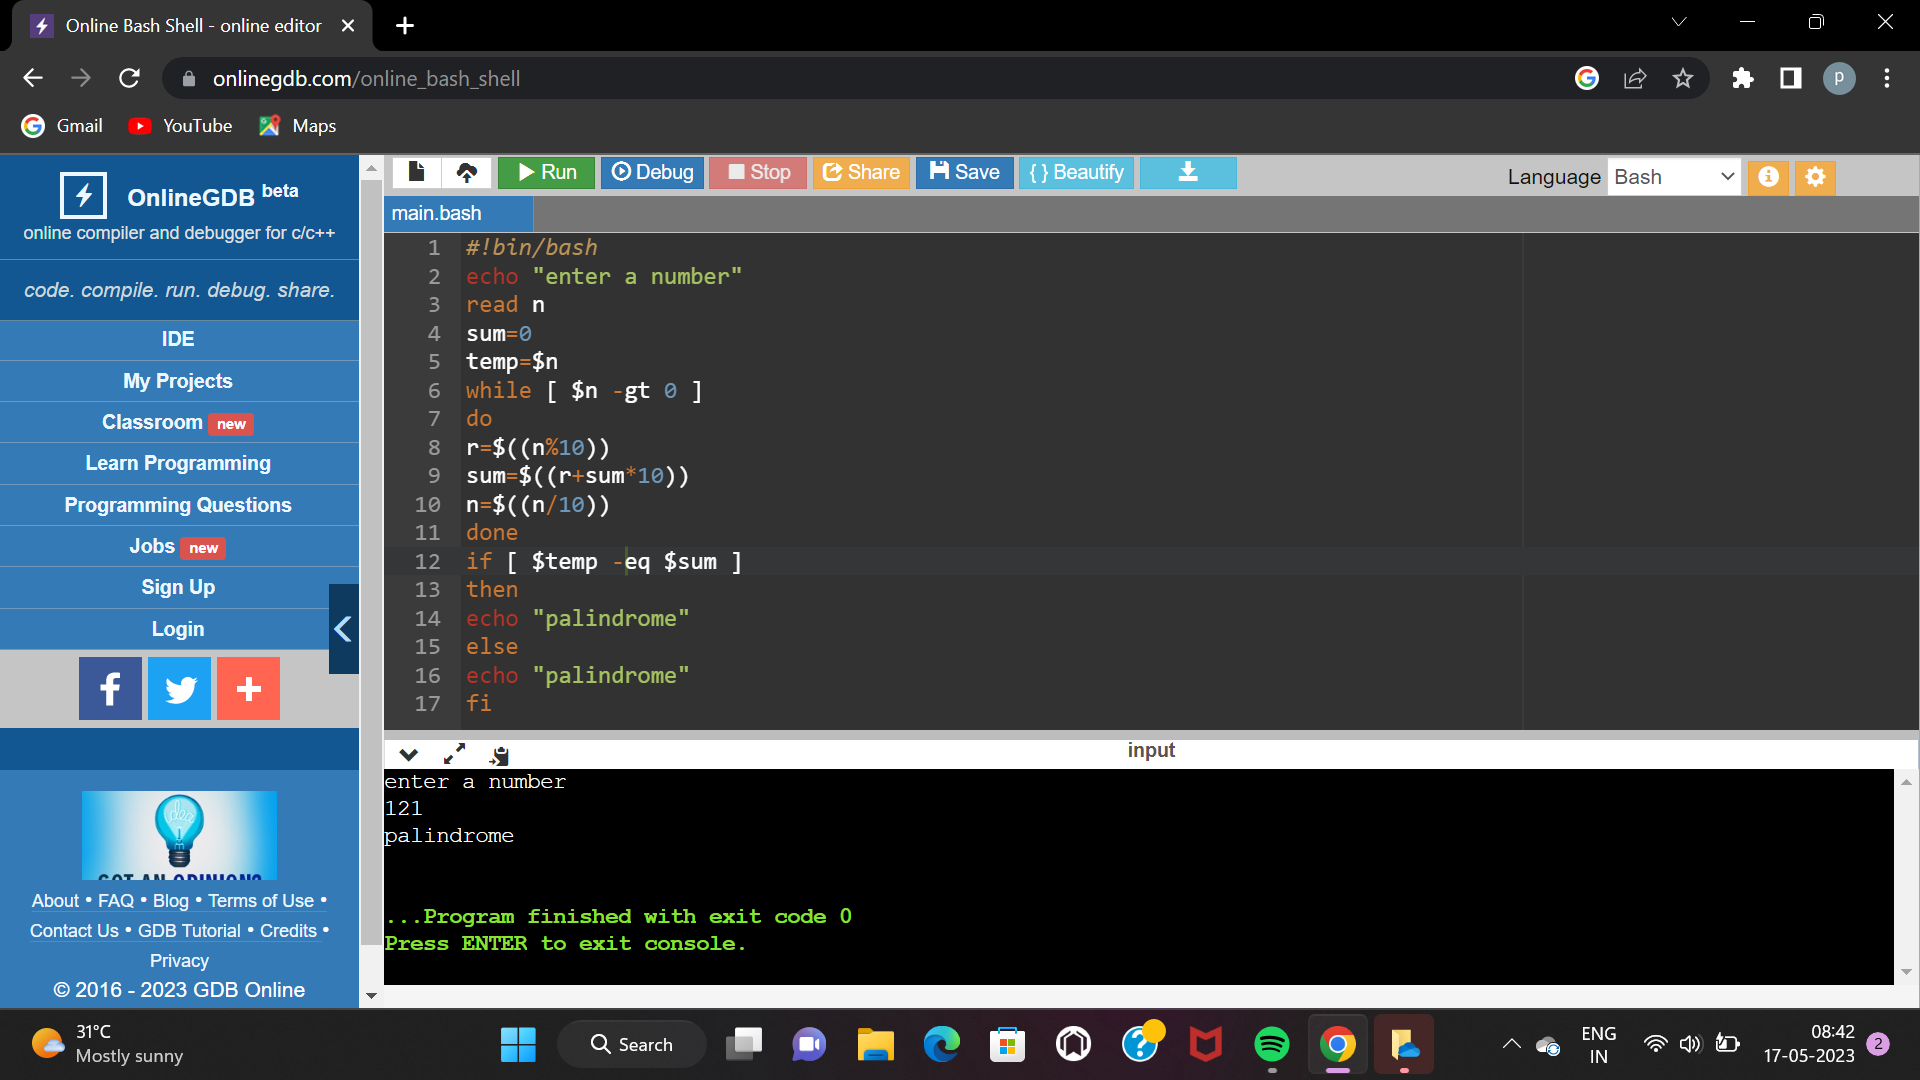 Online Bash Shell - online editor
onlinegdb.com/online_bash_shell
P
Gmail YouTube Maps
OnlineGDB beta
online compiler and debugger for c/c++
code. compile. run. debug. share.
IDE
My Projects
Classroom new
Learn Programming
Programming Questions
Jobs new
Sign Up
Login
GOT AN OPINION?
About • FAQ • Blog • Terms of Use •
Contact Us • GDB Tutorial • Credits •
Privacy
© 2016 - 2023 GDB Online
Run Debug Stop Share Save { } Beautify
Language Bash
main.bash
1 #!bin/bash
2 echo "enter a number"
3 read n
4 sum=0
5 temp=$n
6 while [ $n -gt 0 ]
7 do
8 r=$((n%10))
9 sum=$((r+sum*10))
10 n=$((n/10))
11 done
12 if [ $temp -eq $sum ]
13 then
14 echo "palindrome"
15 else
16 echo "palindrome"
17 fi
input
enter a number
121
palindrome
...Program finished with exit code 0
Press ENTER to exit console.
31°C
Mostly sunny
Search
ENG
IN
08:42
17-05-2023
2